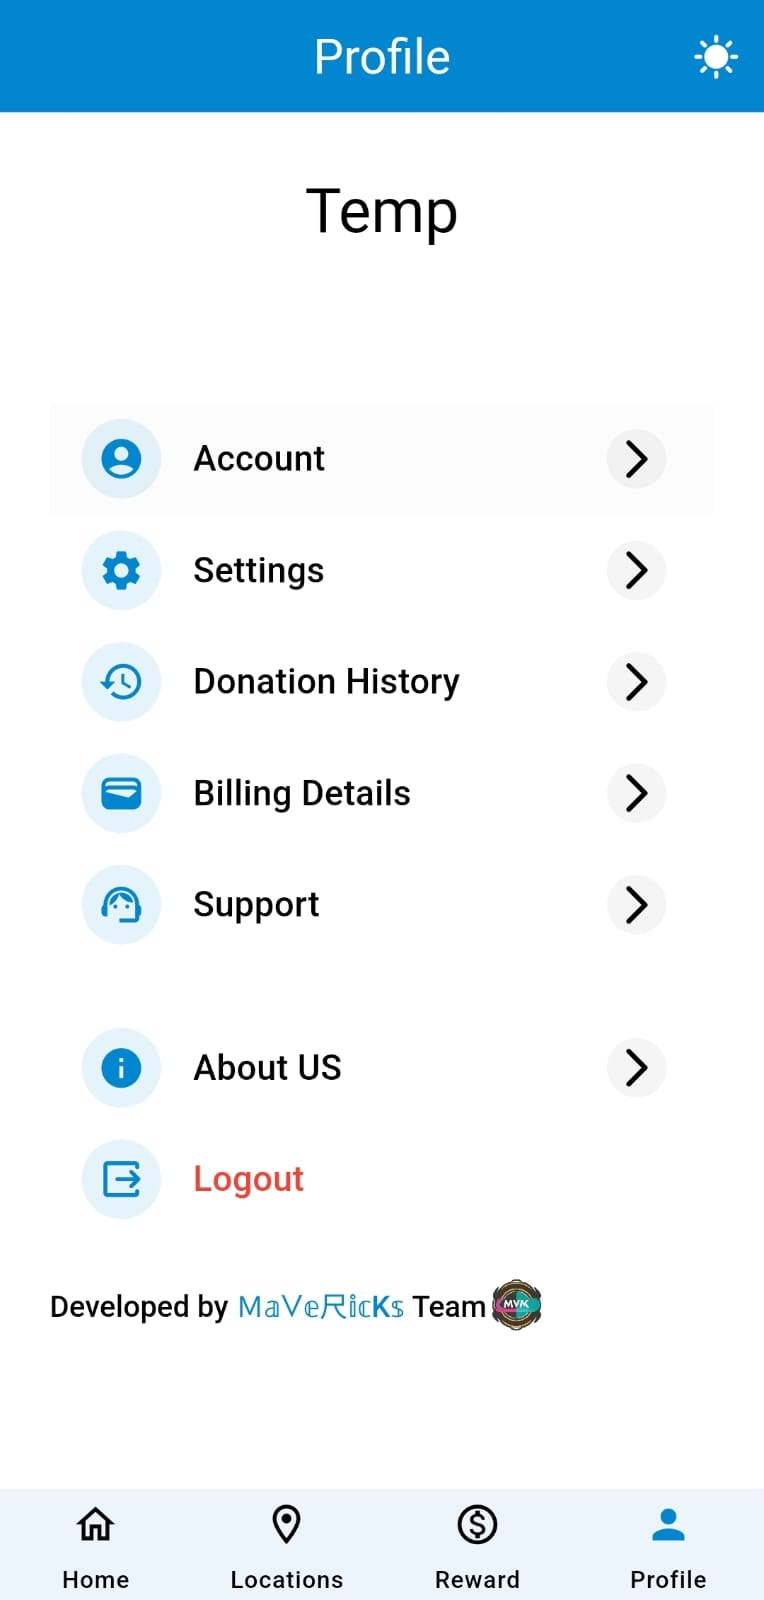 Profile
Temp
Account
Settings
Donation History
Billing Details
Support
About US
Logout
Developed by M𝕒VeR𝕚𝕔K𝕤 Team MVK
Home Locations Reward Profile